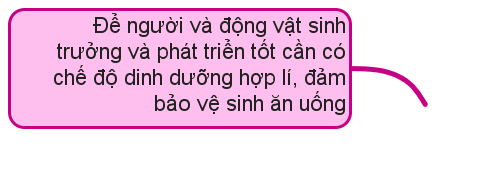 Để người và động vật sinh
trưởng và phát triển tốt cần có
chế độ dinh dưỡng hợp lí, đảm
bảo vệ sinh ăn uống